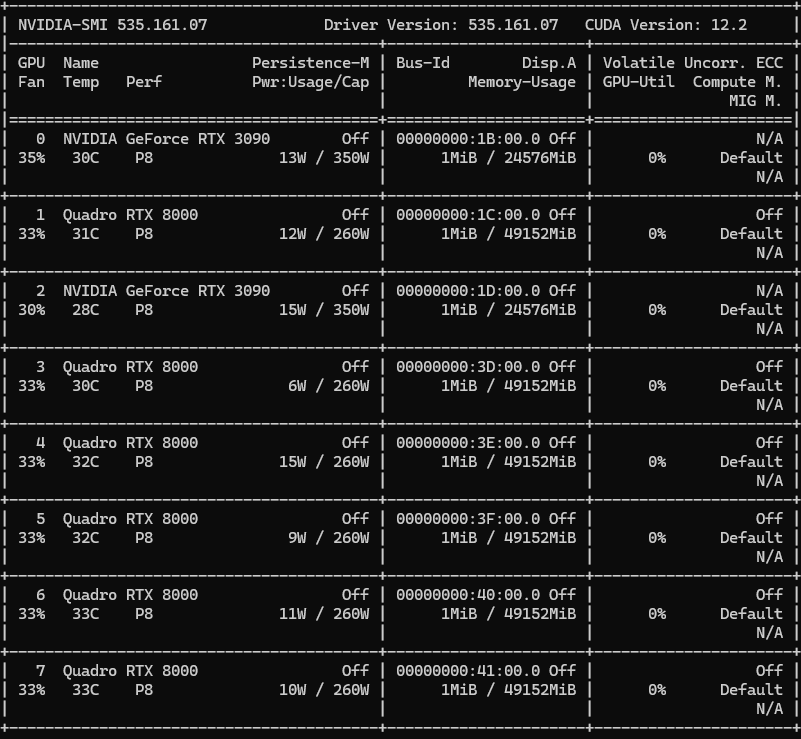 NVIDIA-SMI 535.161.07 Driver Version: 535.161.07 CUDA Version: 12.2
GPU Name Persistence-M | Bus-Id Disp.A | Volatile Uncorr. ECC
Fan Temp Perf Pwr:Usage/Cap | Memory-Usage | GPU-Util Compute M.
| | MIG M.
0 NVIDIA GeForce RTX 3090 Off | 00000000:1B:00.0 Off | N/A
35% 30C P8 13W / 350W | 1MiB / 24576MiB | 0% Default
| | N/A
1 Quadro RTX 8000 Off | 00000000:1C:00.0 Off | Off
33% 31C P8 12W / 260W | 1MiB / 49152MiB | 0% Default
| | N/A
2 NVIDIA GeForce RTX 3090 Off | 00000000:1D:00.0 Off | N/A
30% 28C P8 15W / 350W | 1MiB / 24576MiB | 0% Default
| | N/A
3 Quadro RTX 8000 Off | 00000000:3D:00.0 Off | Off
33% 30C P8 6W / 260W | 1MiB / 49152MiB | 0% Default
| | N/A
4 Quadro RTX 8000 Off | 00000000:3E:00.0 Off | Off
33% 32C P8 15W / 260W | 1MiB / 49152MiB | 0% Default
| | N/A
5 Quadro RTX 8000 Off | 00000000:3F:00.0 Off | Off
33% 32C P8 9W / 260W | 1MiB / 49152MiB | 0% Default
| | N/A
6 Quadro RTX 8000 Off | 00000000:40:00.0 Off | Off
33% 33C P8 11W / 260W | 1MiB / 49152MiB | 0% Default
| | N/A
7 Quadro RTX 8000 Off | 00000000:41:00.0 Off | Off
33% 33C P8 10W / 260W | 1MiB / 49152MiB | 0% Default
| | N/A